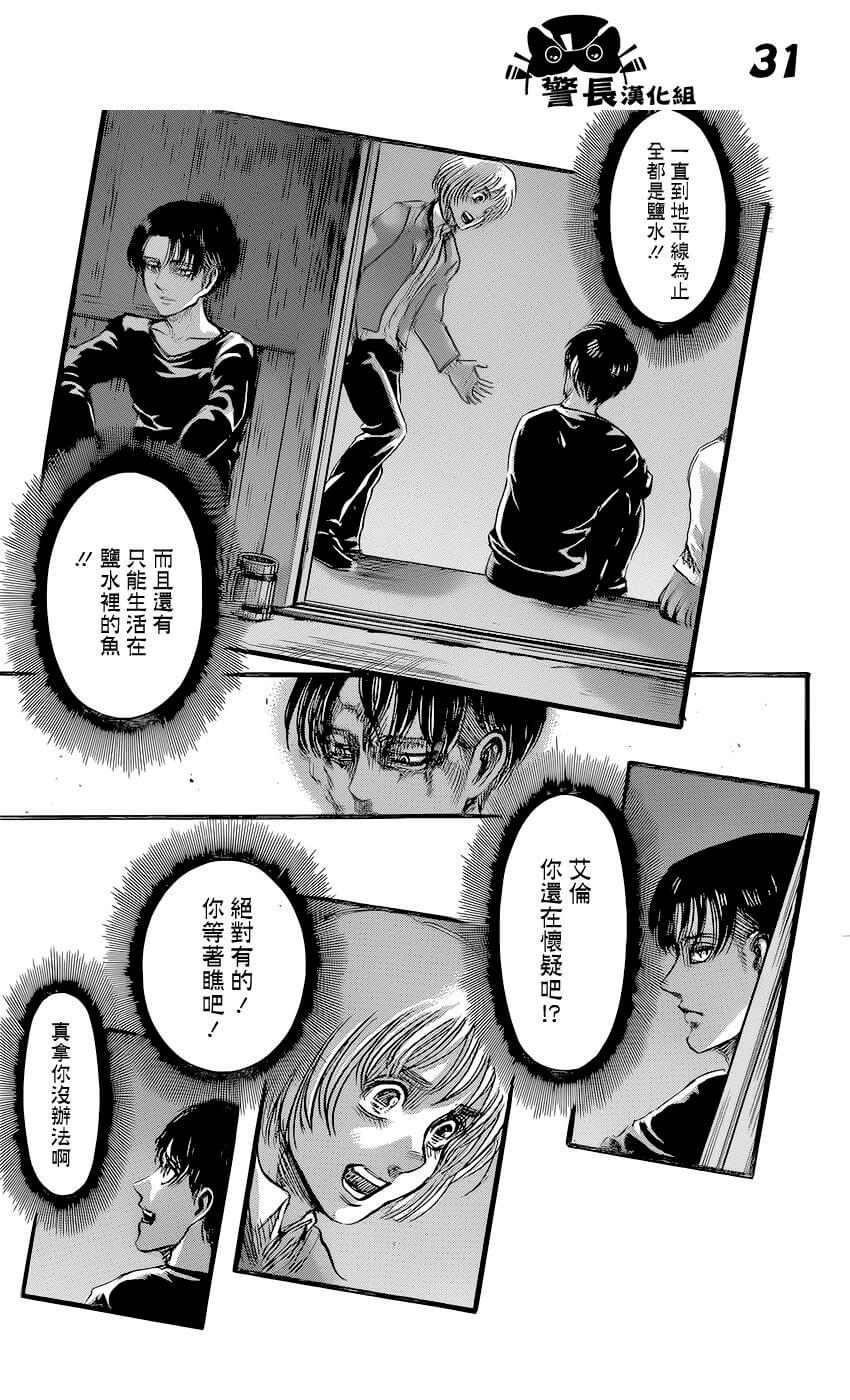 31
警長漢化組
一直到地平線為止
全都是鹽水!!
而且還有
只能生活在
鹽水裡的魚
!!
艾倫
你還在懷疑吧!?
絕對有的!
你等著瞧吧!
真拿你沒辦法啊